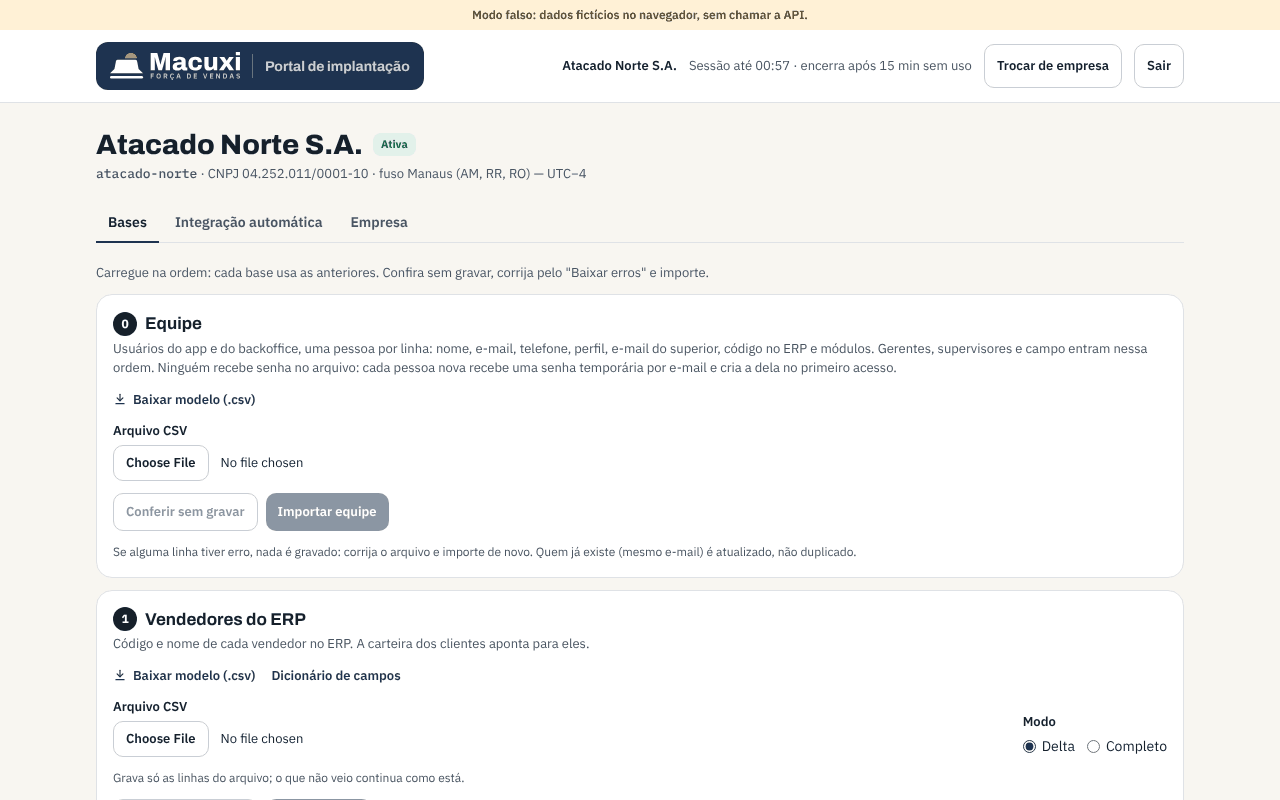 Modo falso: dados fictícios no navegador, sem chamar a API.
Macuxi
FORÇA DE VENDAS
Portal de implantação
Atacado Norte S.A.
Sessão até 00:57 · encerra após 15 min sem uso
Trocar de empresa
Sair
Atacado Norte S.A.
Ativa
atacado-norte · CNPJ 04.252.011/0001-10 · fuso Manaus (AM, RR, RO) — UTC−4
Bases
Integração automática
Empresa
Carregue na ordem: cada base usa as anteriores. Confira sem gravar, corrija pelo "Baixar erros" e importe.
0
Equipe
Usuários do app e do backoffice, uma pessoa por linha: nome, e-mail, telefone, perfil, e-mail do superior, código no ERP e módulos. Gerentes, supervisores e campo entram nessa
ordem. Ninguém recebe senha no arquivo: cada pessoa nova recebe uma senha temporária por e-mail e cria a dela no primeiro acesso.
Baixar modelo (.csv)
Arquivo CSV
Choose File
No file chosen
Conferir sem gravar
Importar equipe
Se alguma linha tiver erro, nada é gravado: corrija o arquivo e importe de novo. Quem já existe (mesmo e-mail) é atualizado, não duplicado.
1
Vendedores do ERP
Código e nome de cada vendedor no ERP. A carteira dos clientes aponta para eles.
Baixar modelo (.csv)
Dicionário de campos
Arquivo CSV
Choose File
No file chosen
Modo
Delta
Completo
Grava só as linhas do arquivo; o que não veio continua como está.